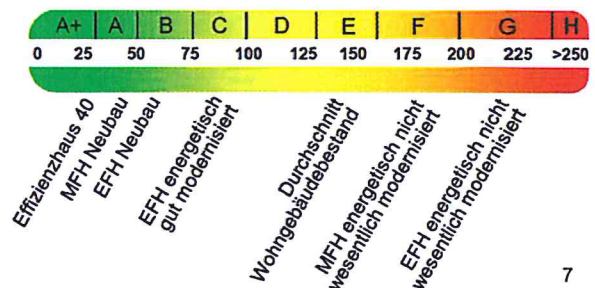 A+ A B C D E F G H
0 25 50 75 100 125 150 175 200 225 >250
Effizienzhaus 40
MFH Neubau
EFH Neubau
EFH energetisch
gut modernisiert
Durchschnitt
Wohngebäudebestand
MFH energetisch nicht
wesentlich modernisiert
EFH energetisch nicht
wesentlich modernisiert
7